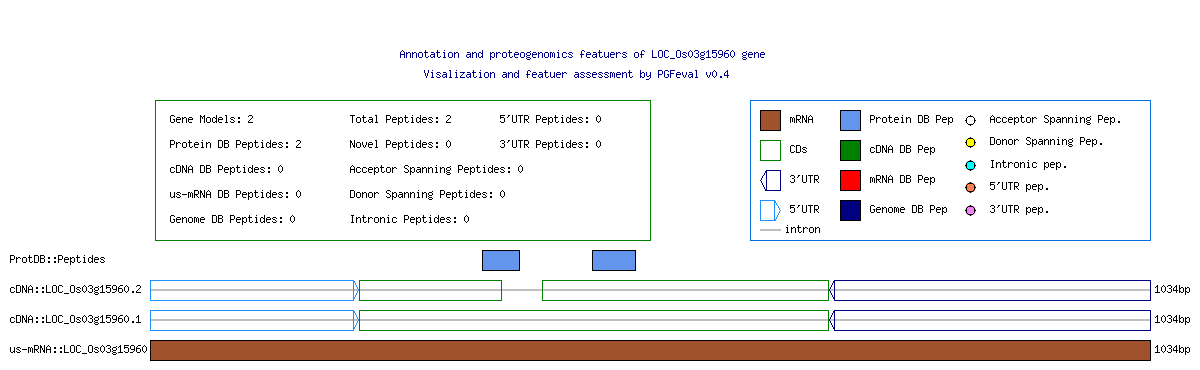 Annotation and proteogenomics featuers of LOC_Os03g15960 gene
Visalization and featuer assessment by PGFeval v0.4
Gene Models: 2 Total Peptides: 2 5'UTR Peptides: 0
Protein DB Peptides: 2 Novel Peptides: 0 3'UTR Peptides: 0
cDNA DB Peptides: 0 Acceptor Spanning Peptides: 0
us-mRNA DB Peptides: 0 Donor Spanning Peptides: 0
Genome DB Peptides: 0 Intronic Peptides: 0
mRNA Protein DB Pep Acceptor Spanning Pep.
CDs cDNA DB Pep Donor Spanning Pep.
3'UTR mRNA DB Pep Intronic pep.
5'UTR Genome DB Pep 5'UTR pep.
intron 3'UTR pep.
ProtDB::Peptides
cDNA::LOC_Os03g15960.2 1034bp
cDNA::LOC_Os03g15960.1 1034bp
us-mRNA::LOC_Os03g15960 1034bp